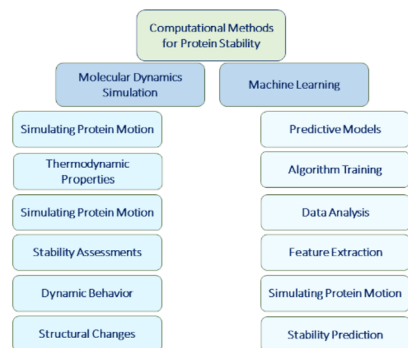 Computational Methods
for Protein Stability
Molecular Dynamics
Simulation
Machine Learning
Simulating Protein Motion
Thermodynamic
Properties
Simulating Protein Motion
Stability Assessments
Dynamic Behavior
Structural Changes
Predictive Models
Algorithm Training
Data Analysis
Feature Extraction
Simulating Protein Motion
Stability Prediction